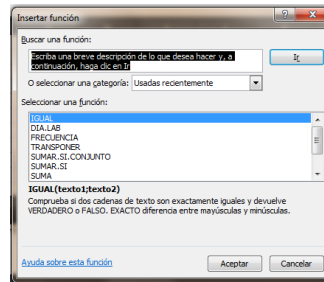 Insertar función
Buscar una función:
Escriba una breve descripción de lo que desea hacer y, a
continuación, haga clic en Ir
Ir
O seleccionar una categoría: Usadas recientemente
Seleccionar una función:
IGUAL
DIA.LAB
FRECUENCIA
TRANSPONER
SUMAR.SI.CONJUNTO
SUMAR.SI
SUMA
IGUAL(texto1;texto2)
Comprueba si dos cadenas de texto son exactamente iguales y devuelve
VERDADERO o FALSO. EXACTO diferencia entre mayúsculas y minúsculas.
Ayuda sobre esta función
Aceptar
Cancelar